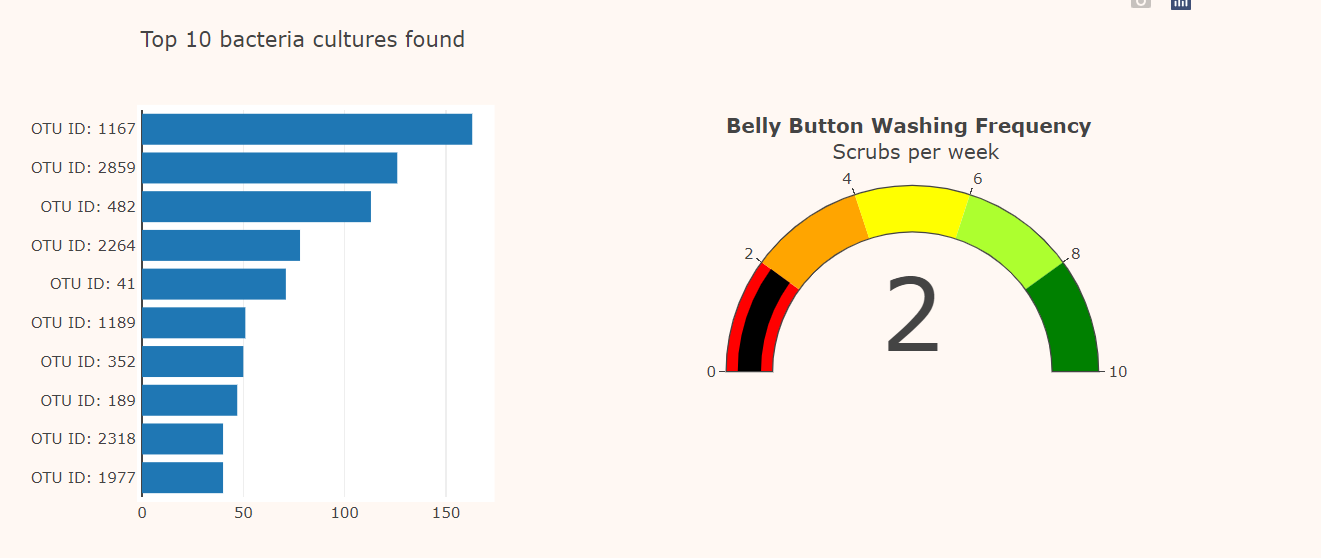 Top 10 bacteria cultures found
OTU ID: 1167
OTU ID: 2859
OTU ID: 482
OTU ID: 2264
OTU ID: 41
OTU ID: 1189
OTU ID: 352
OTU ID: 189
OTU ID: 2318
OTU ID: 1977
0 50 100 150
Belly Button Washing Frequency
Scrubs per week
4 6
2 8
2
0 10